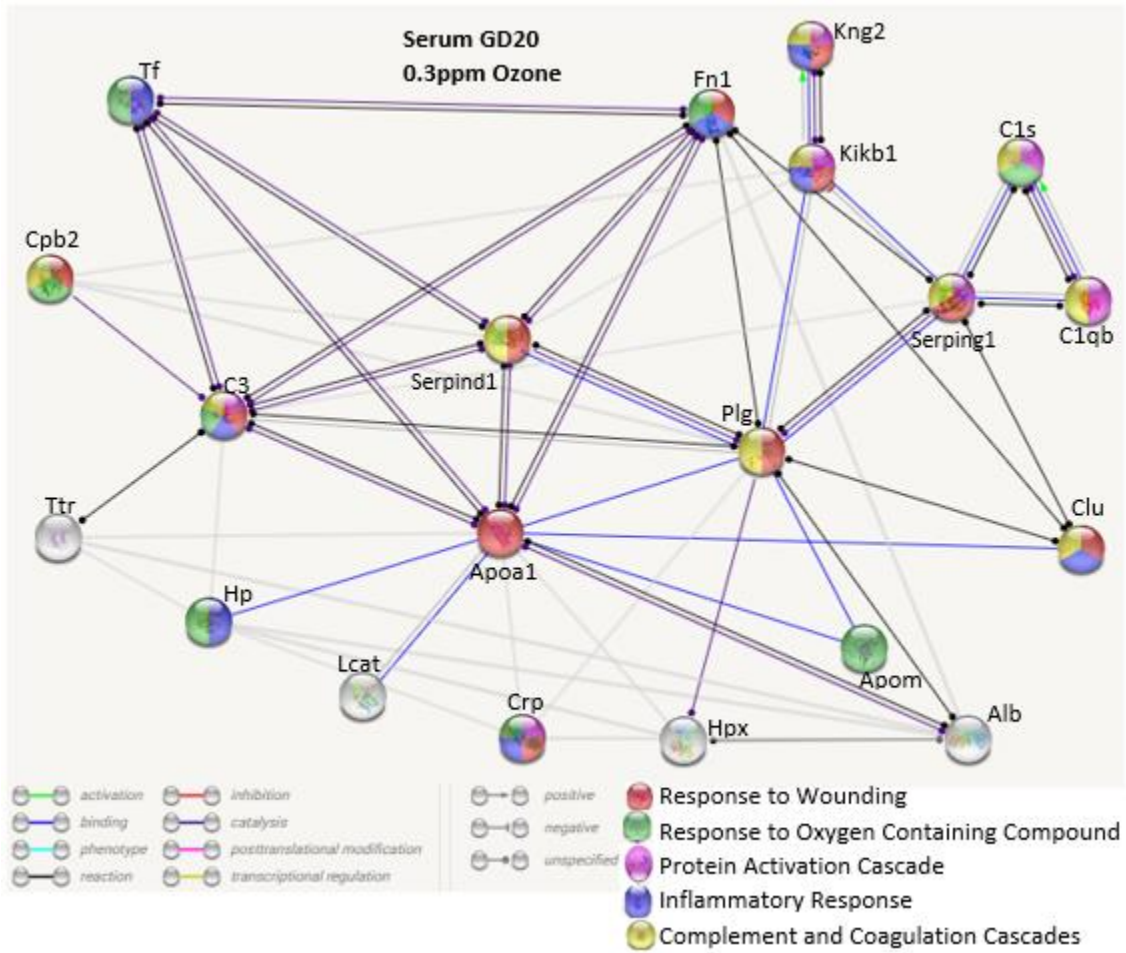 Serum GD20
0.3ppm Ozone
Kng2
Tf
Fn1
C1s
Kikb1
Cpb2
Serping1
C1qb
Serpind1
C3
Plg
Ttr
Clu
Apoa1
Hp
Lcat
Apom
Crp
Hpx
Alb
activation
inhibition
positive
Response to Wounding
binding
catalysis
negative
Response to Oxygen Containing Compound
phenotype
posttranslational modification
unspecified
Protein Activation Cascade
reaction
transcriptional regulation
Inflammatory Response
Complement and Coagulation Cascades